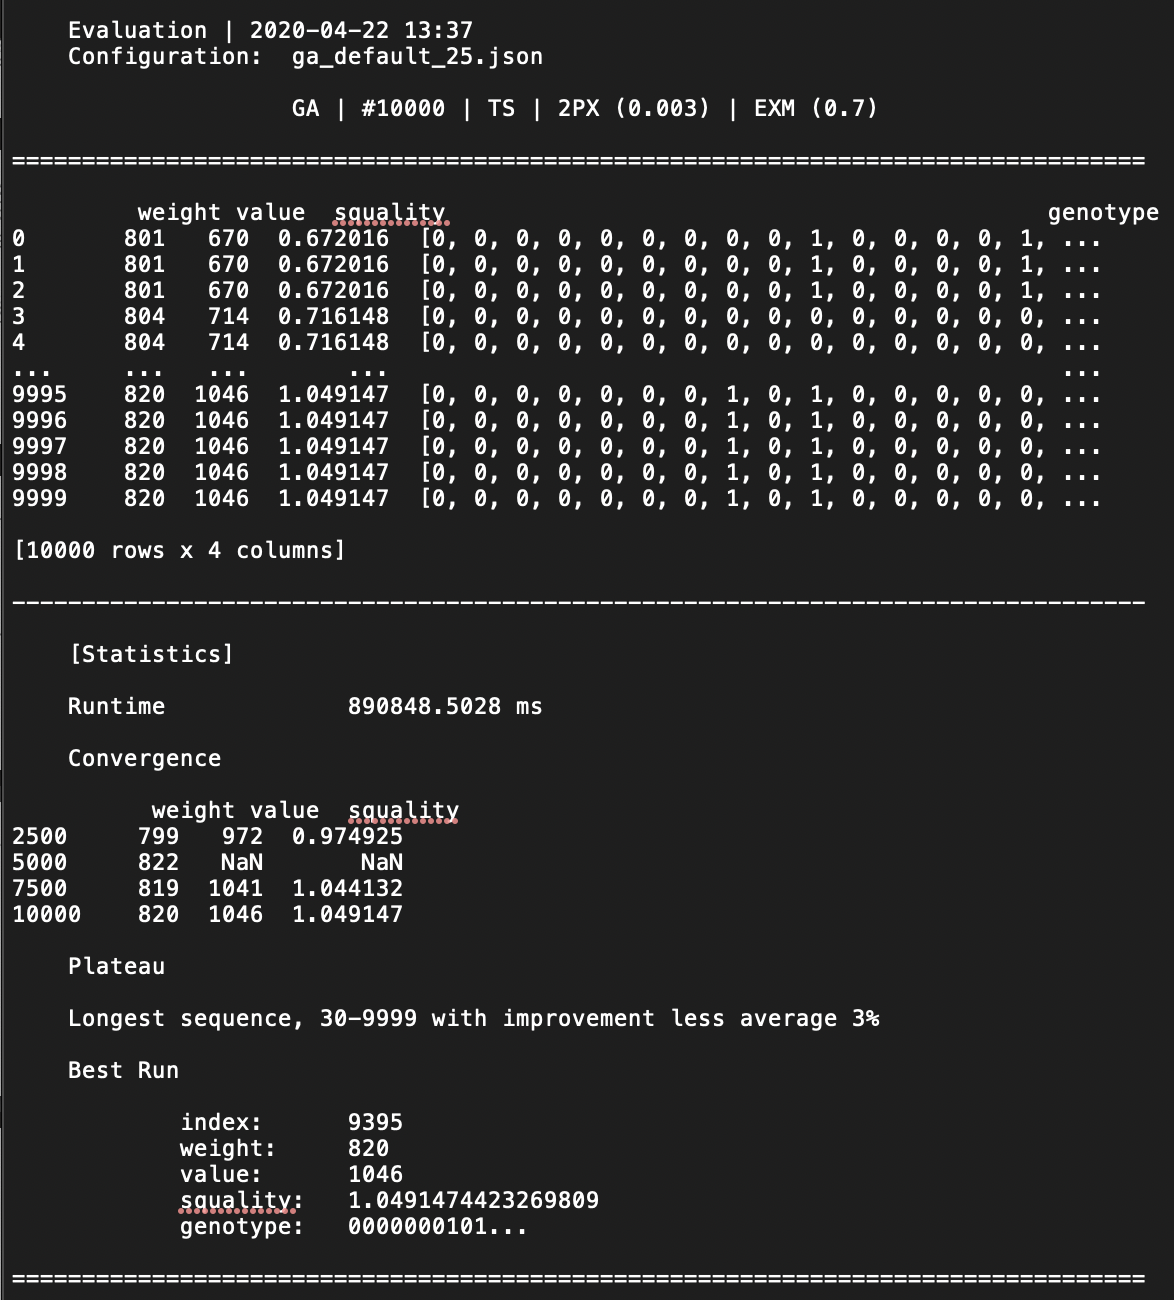 Evaluation | 2020-04-22 13:37
Configuration: ga_default_25.json
GA | #10000 | TS | 2PX (0.003) | EXM (0.7)
=================================================================================
weight value squality genotype
0 801 670 0.672016 [0, 0, 0, 0, 0, 0, 0, 0, 0, 1, 0, 0, 0, 0, 1, ...
1 801 670 0.672016 [0, 0, 0, 0, 0, 0, 0, 0, 0, 1, 0, 0, 0, 0, 1, ...
2 801 670 0.672016 [0, 0, 0, 0, 0, 0, 0, 0, 0, 1, 0, 0, 0, 0, 1, ...
3 804 714 0.716148 [0, 0, 0, 0, 0, 0, 0, 0, 0, 0, 0, 0, 0, 0, 0, ...
4 804 714 0.716148 [0, 0, 0, 0, 0, 0, 0, 0, 0, 0, 0, 0, 0, 0, 0, ...
... ... ... ... ...
9995 820 1046 1.049147 [0, 0, 0, 0, 0, 0, 0, 1, 0, 1, 0, 0, 0, 0, 0, ...
9996 820 1046 1.049147 [0, 0, 0, 0, 0, 0, 0, 1, 0, 1, 0, 0, 0, 0, 0, ...
9997 820 1046 1.049147 [0, 0, 0, 0, 0, 0, 0, 1, 0, 1, 0, 0, 0, 0, 0, ...
9998 820 1046 1.049147 [0, 0, 0, 0, 0, 0, 0, 1, 0, 1, 0, 0, 0, 0, 0, ...
9999 820 1046 1.049147 [0, 0, 0, 0, 0, 0, 0, 1, 0, 1, 0, 0, 0, 0, 0, ...
[10000 rows x 4 columns]
---------------------------------------------------------------------------------
[Statistics]
Runtime 890848.5028 ms
Convergence
weight value squality
2500 799 972 0.974925
5000 822 NaN NaN
7500 819 1041 1.044132
10000 820 1046 1.049147
Plateau
Longest sequence, 30-9999 with improvement less average 3%
Best Run
index: 9395
weight: 820
value: 1046
squality: 1.0491474423269809
genotype: 0000000101...
=================================================================================